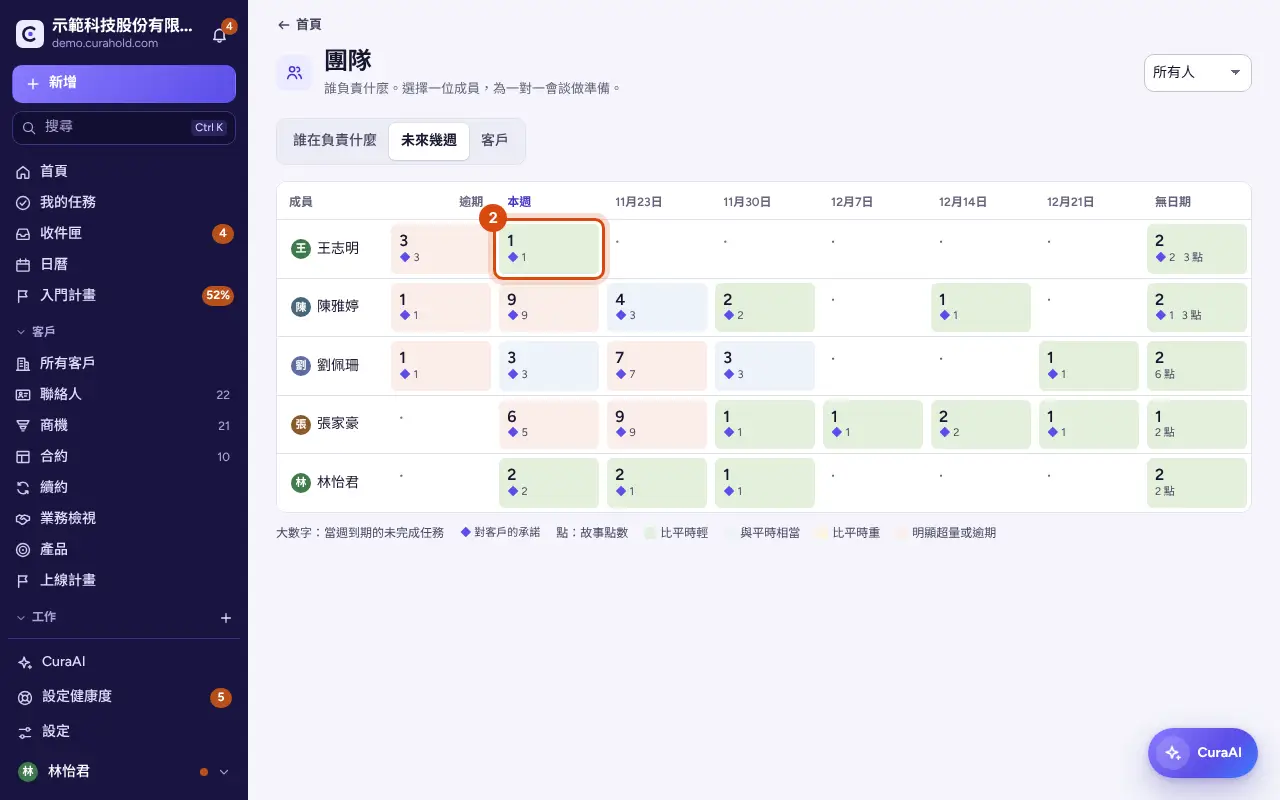 示範科技股份有限...
demo.curahold.com
4
+ 新增
搜尋 Ctrl K
首頁
我的任務
收件匣 4
日曆
入門計畫 52%
客戶
所有客戶
聯絡人 22
商機 21
合約 10
續約
業務檢視
產品
上線計畫
工作 +
CuraAI
設定健康度 5
設定
林 林怡君
← 首頁
團隊
誰負責什麼。選擇一位成員，為一對一會談做準備。
所有人
誰在負責什麼 未來幾週 客戶
成員 逾期 本週 11月23日 11月30日 12月7日 12月14日 12月21日 無日期
2
王 王志明 3 1 · · · · · 2
◆ 3 ◆ 1 ◆ 2 3 點
陳 陳雅婷 1 9 4 2 · 1 · 2
◆ 1 ◆ 9 ◆ 3 ◆ 2 ◆ 1 ◆ 1 3 點
劉 劉佩珊 1 3 7 3 · · 1 2
◆ 1 ◆ 3 ◆ 7 ◆ 3 ◆ 1 6 點
張 張家豪 · 6 9 1 1 2 1 1
◆ 5 ◆ 9 ◆ 1 ◆ 1 ◆ 2 ◆ 1 2 點
林 林怡君 · 2 2 1 · · · 2
◆ 2 ◆ 1 ◆ 1 2 點
大數字：當週到期的未完成任務 ◆ 對客戶的承諾 點：故事點數 比平時輕 與平時相當 比平時重 明顯超量或逾期
CuraAI